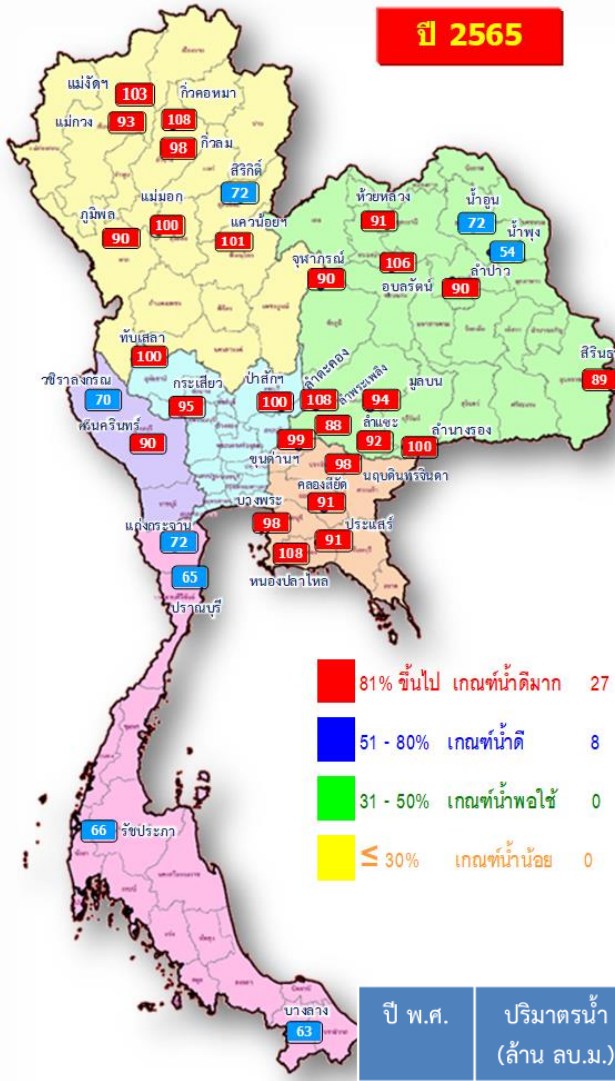 ปี 2565
แม่งัดฯ
103
กิ่วคอหมา
108
แม่กวง
93
กิ่วลม
98
สิริกิติ์
72
ภูมิพล
90
แม่มอก
100
แควน้อยฯ
101
ห้วยหลวง
91
น้ำอูน
72
น้ำพุง
54
จุฬาภรณ์
90
106
อุบลรัตน์
ลำปาว
90
ทับเสลา
100
สิรินธร
89
วชิราลงกรณ
70
กระเสียว
95
ป่าสักฯ
100
ลำตะคอง
108
ลำพระเพลิง
88
มูลบน
94
ศรีนครินทร์
90
99
ขุนด่านฯ
ลำแซะ
92
ลำนางรอง
100
98
นฤบดินทรจินดา
คลองสียัด
91
บางพระ
98
ประแสร์
91
108
หนองปลาไหล
แก่งกระจาน
72
65
ปราณบุรี
81% ขึ้นไป เกณฑ์น้ำดีมาก 27
51 - 80% เกณฑ์น้ำดี 8
31 - 50% เกณฑ์น้ำพอใช้ 0
≤ 30% เกณฑ์น้ำน้อย 0
66 รัชประภา
บางลาง
63
ปี พ.ศ.
ปริมาตรน้ำ
(ล้าน ลบ.ม.)